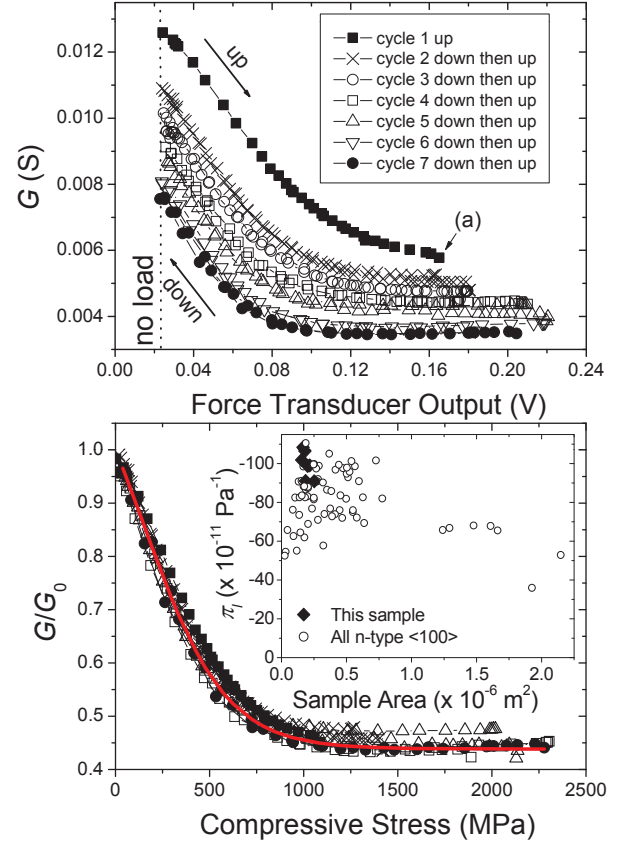 0.012
0.010
0.008
0.006
0.004
G (S)
up
cycle 1 up
cycle 2 down then up
cycle 3 down then up
cycle 4 down then up
cycle 5 down then up
cycle 6 down then up
cycle 7 down then up
(a)
no load
down
0.00 0.04 0.08 0.12 0.16 0.20 0.24
Force Transducer Output (V)
1.0
0.9
0.8
0.7
0.6
0.5
0.4
G/G₀
-100
-80
-60
-40
-20
0
πₗ (x 10⁻¹¹ Pa⁻¹)
This sample
All n-type <100>
0.0 0.5 1.0 1.5 2.0
Sample Area (x 10⁻⁶ m²)
0 500 1000 1500 2000 2500
Compressive Stress (MPa)